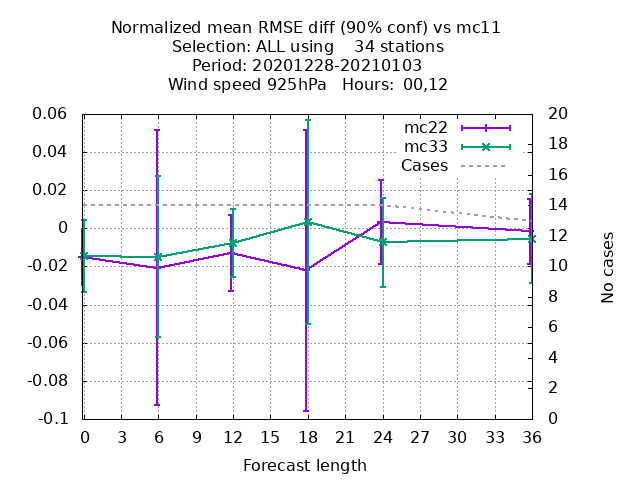 Normalized mean RMSE diff (90% conf) vs mc11
Selection: ALL using    34 stations
Period: 20201228-20210103
Wind speed 925hPa   Hours:  00,12
mc22
mc33
Cases
0.06
0.04
0.02
0
-0.02
-0.04
-0.06
-0.08
-0.1
20
18
16
14
12
10
8
6
4
2
0
No cases
0 3 6 9 12 15 18 21 24 27 30 33 36
Forecast length